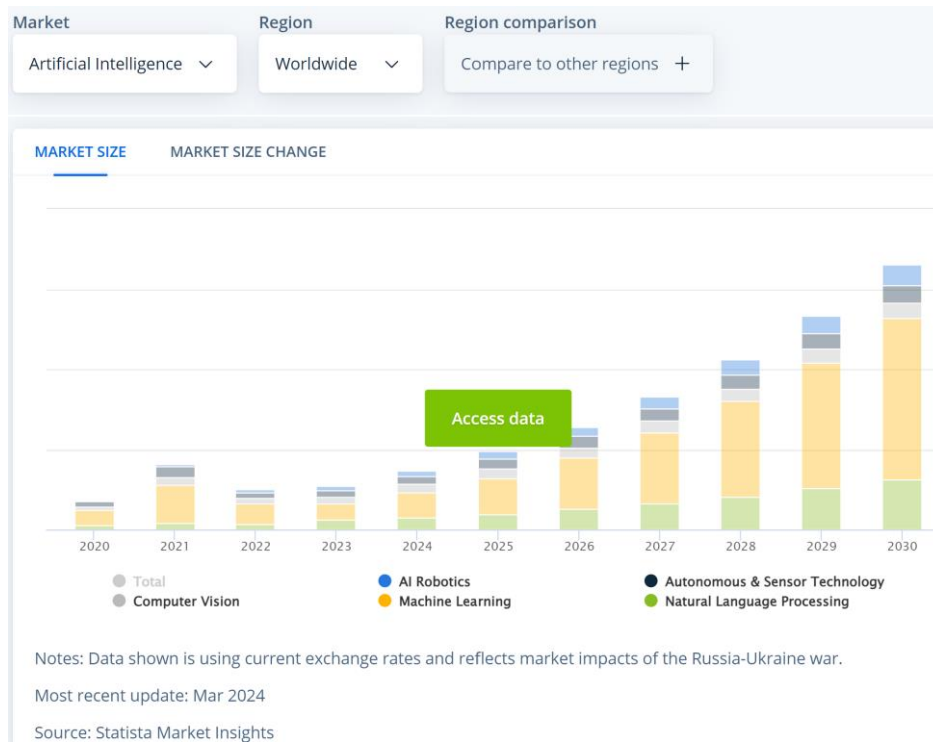 Market Region Region comparison
Artificial Intelligence Worldwide Compare to other regions +
MARKET SIZE MARKET SIZE CHANGE
Access data
2020 2021 2022 2023 2024 2025 2026 2027 2028 2029 2030
Total AI Robotics Autonomous & Sensor Technology
Computer Vision Machine Learning Natural Language Processing
Notes: Data shown is using current exchange rates and reflects market impacts of the Russia-Ukraine war.
Most recent update: Mar 2024
Source: Statista Market Insights